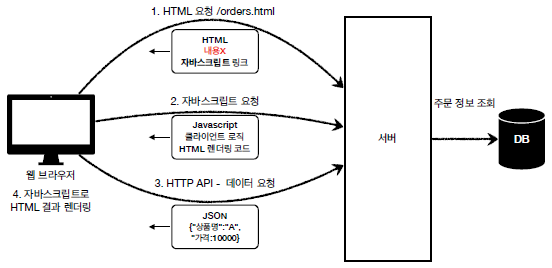 1. HTML 요청 /orders.html
HTML
내용X
자바스크립트 링크
2. 자바스크립트 요청
Javascript
클라이언트 로직
HTML 렌더링 코드
웹 브라우저
4. 자바스크립트로
HTML 결과 렌더링
3. HTTP API - 데이터 요청
JSON
{"상품명":"A",
"가격:10000}
서버
주문 정보 조회
DB